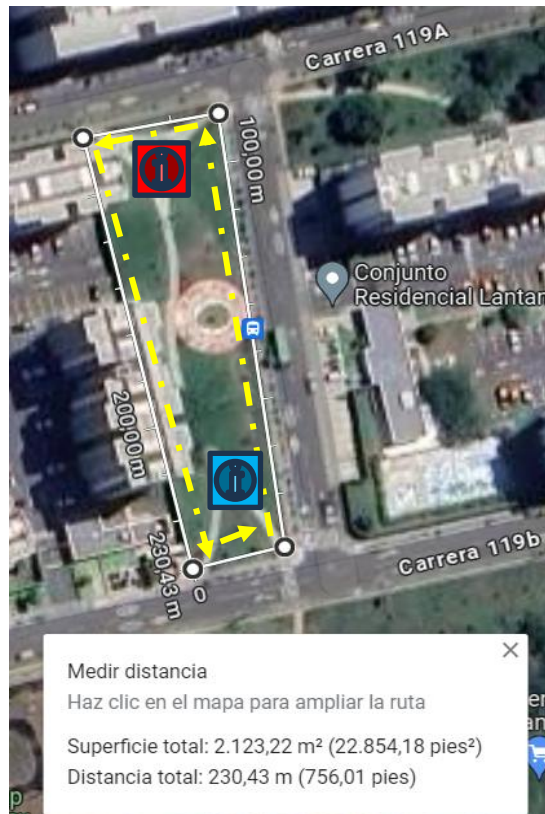 Carrera 119A
100,00 m
Conjunto
Residencial Lantan
200,00 m
230,43 m
0
Carrera 119b
Medir distancia
Haz clic en el mapa para ampliar la ruta
Superficie total: 2.123,22 m² (22.854,18 pies²)
Distancia total: 230,43 m (756,01 pies)